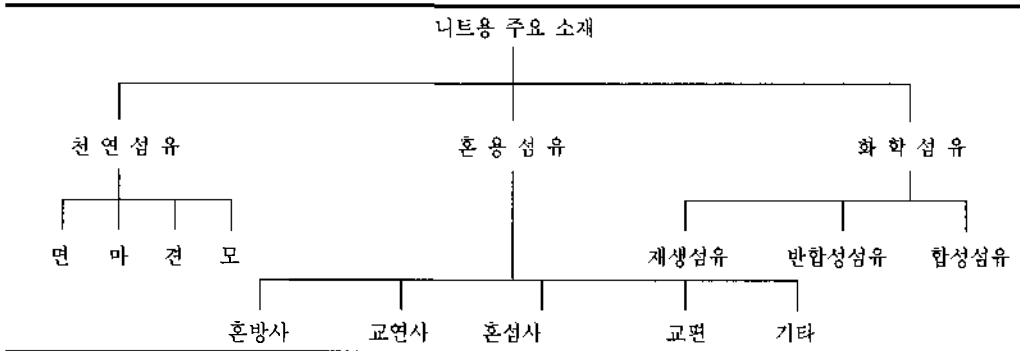 니트용 주요 소재
천 연 섬 유 혼 용 섬 유 화 학 섬 유
면 마 견 모 재생섬유 반합성섬유 합성섬유
혼방사 교연사 혼섬사 교편 기타